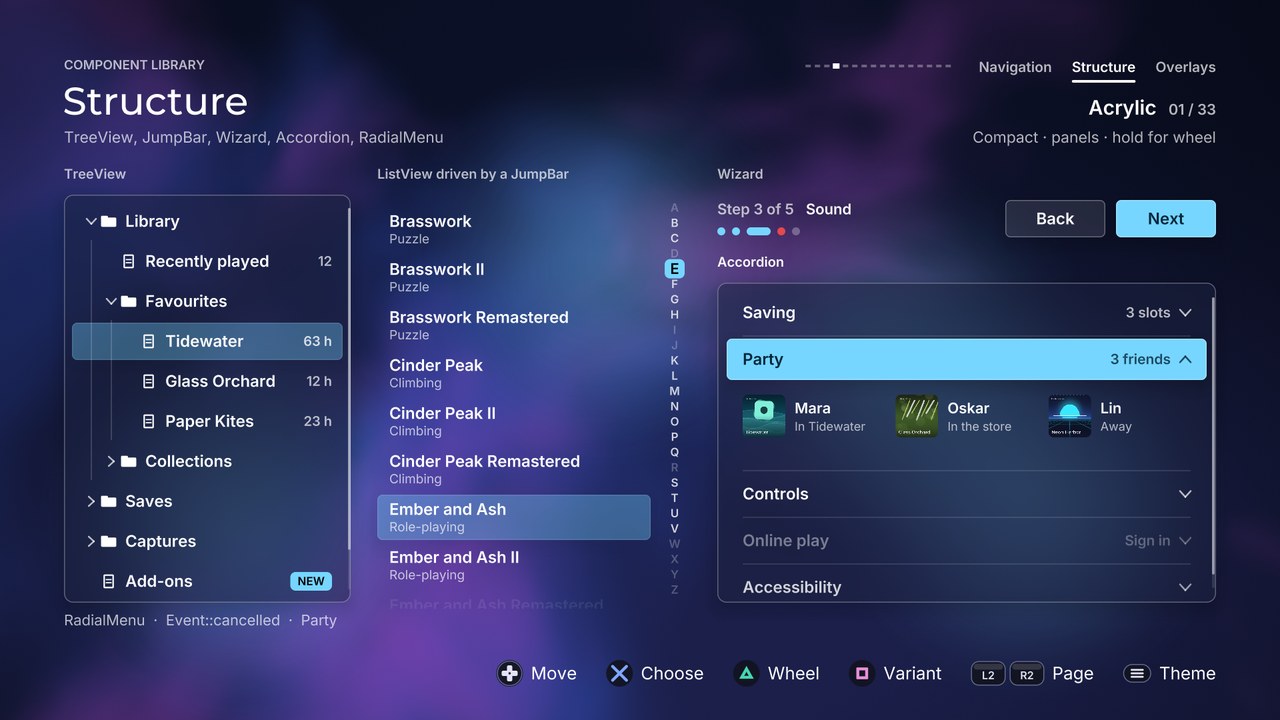 COMPONENT LIBRARY
Structure
TreeView, JumpBar, Wizard, Accordion, RadialMenu
Navigation Structure Overlays
Acrylic 01 / 33
Compact · panels · hold for wheel
TreeView
Library
Recently played 12
Favourites
Tidewater 63 h
Glass Orchard 12 h
Paper Kites 23 h
Collections
Saves
Captures
Add-ons NEW
RadialMenu · Event::cancelled · Party
ListView driven by a JumpBar
Brasswork
Puzzle
Brasswork II
Puzzle
Brasswork Remastered
Puzzle
Cinder Peak
Climbing
Cinder Peak II
Climbing
Cinder Peak Remastered
Climbing
Ember and Ash
Role-playing
Ember and Ash II
Role-playing
Ember and Ash Remastered
A
B
C
D
E
F
G
H
I
J
K
L
M
N
O
P
Q
R
S
T
U
V
W
X
Y
Z
Wizard
Step 3 of 5 Sound
Back Next
Accordion
Saving 3 slots
Party 3 friends
Mara
In Tidewater
Oskar
In the store
Lin
Away
Controls
Online play Sign in
Accessibility
Move Choose Wheel Variant L2 R2 Page Theme